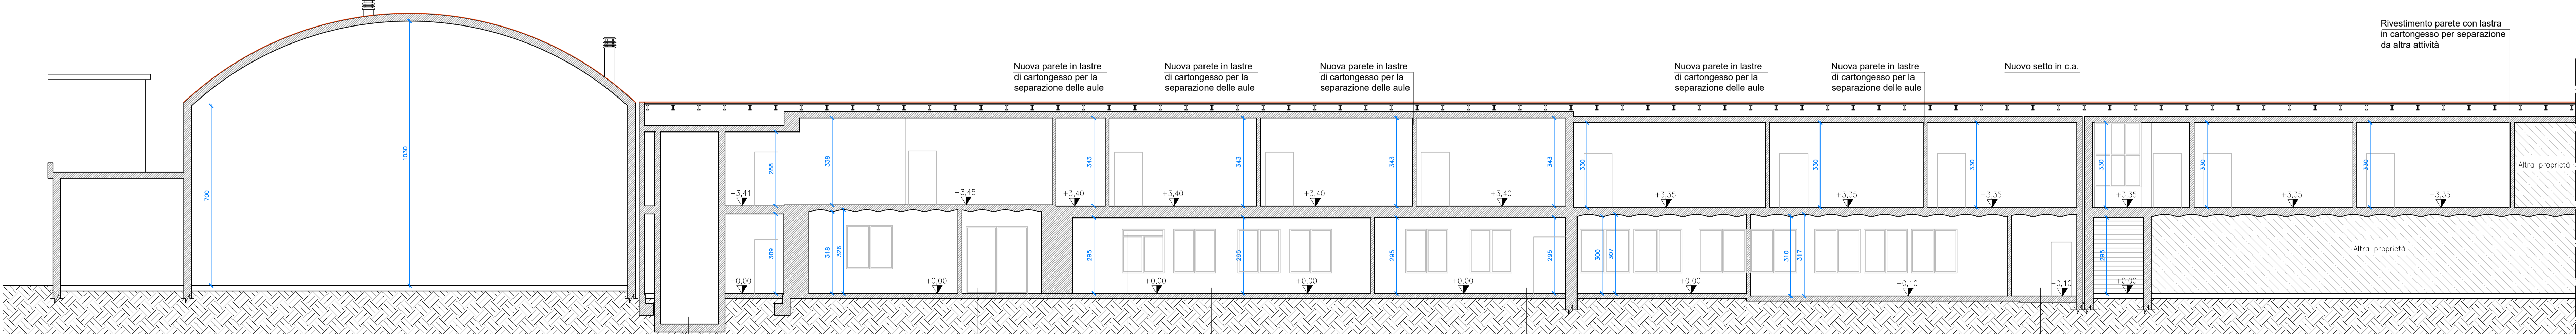 Rivestimento parete con lastra
in cartongesso per separazione
da altra attività
Nuova parete in lastre
di cartongesso per la
separazione delle aule
Nuova parete in lastre
di cartongesso per la
separazione delle aule
Nuova parete in lastre
di cartongesso per la
separazione delle aule
Nuova parete in lastre
di cartongesso per la
separazione delle aule
Nuova parete in lastre
di cartongesso per la
separazione delle aule
Nuovo setto in c.a.
700
1030
288
338
343
343
343
343
330
330
330
330
330
330
Altra proprietà
+3,41
+3,45
+3,40
+3,40
+3,40
+3,40
+3,35
+3,35
+3,35
+3,35
+3,35
+3,35
309
318
326
295
295
295
295
300
307
310
317
295
Altra proprietà
+0,00
+0,00
+0,00
+0,00
+0,00
+0,00
-0,10
-0,10
+0,00